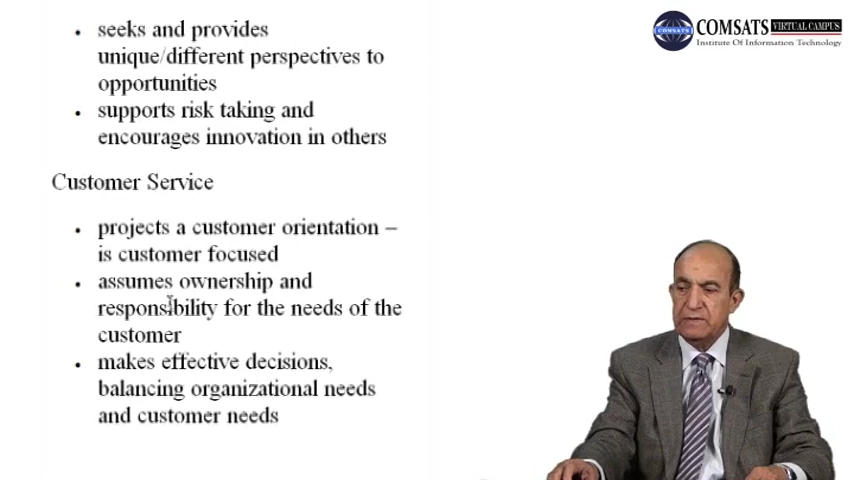 seeks and provides
unique/different perspectives to
opportunities
supports risk taking and
encourages innovation in others
Customer Service
projects a customer orientation –
is customer focused
assumes ownership and
responsibility for the needs of the
customer
makes effective decisions,
balancing organizational needs
and customer needs
COMSATS
COMSATS VIRTUAL CAMPUS
Institute Of Information Technology